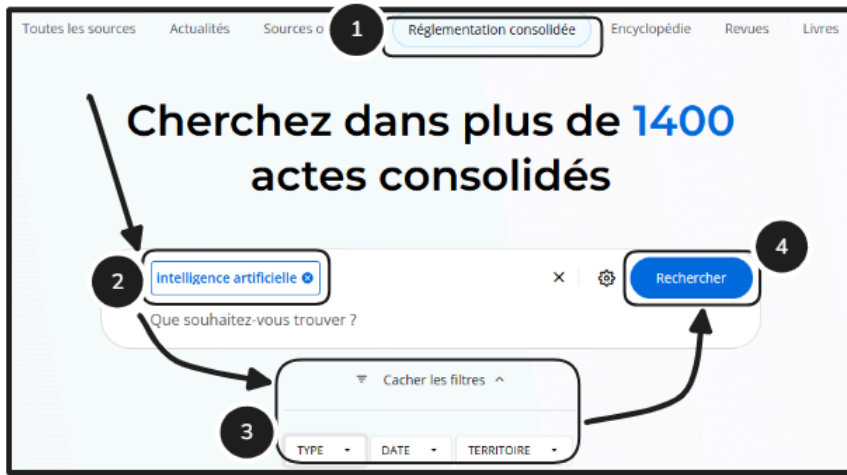 Toutes les sources Actualités Sources o 1 Réglementation consolidée Encyclopédie Revues Livres
Cherchez dans plus de 1400
actes consolidés
4
2 intelligence artificielle Rechercher
Que souhaitez-vous trouver ?
Cacher les filtres
3
TYPE DATE TERRITOIRE